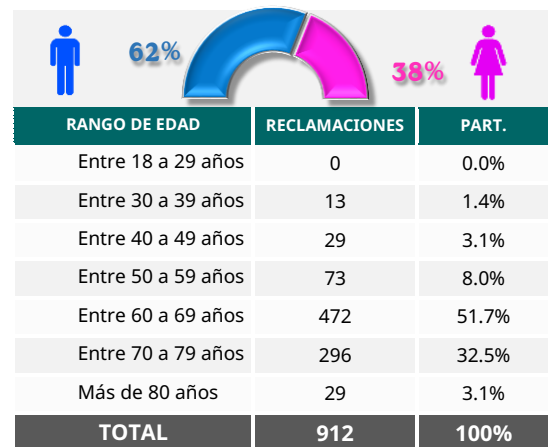 62%
38%
RANGO DE EDAD RECLAMACIONES PART.
Entre 18 a 29 años 0 0.0%
Entre 30 a 39 años 13 1.4%
Entre 40 a 49 años 29 3.1%
Entre 50 a 59 años 73 8.0%
Entre 60 a 69 años 472 51.7%
Entre 70 a 79 años 296 32.5%
Más de 80 años 29 3.1%
TOTAL 912 100%